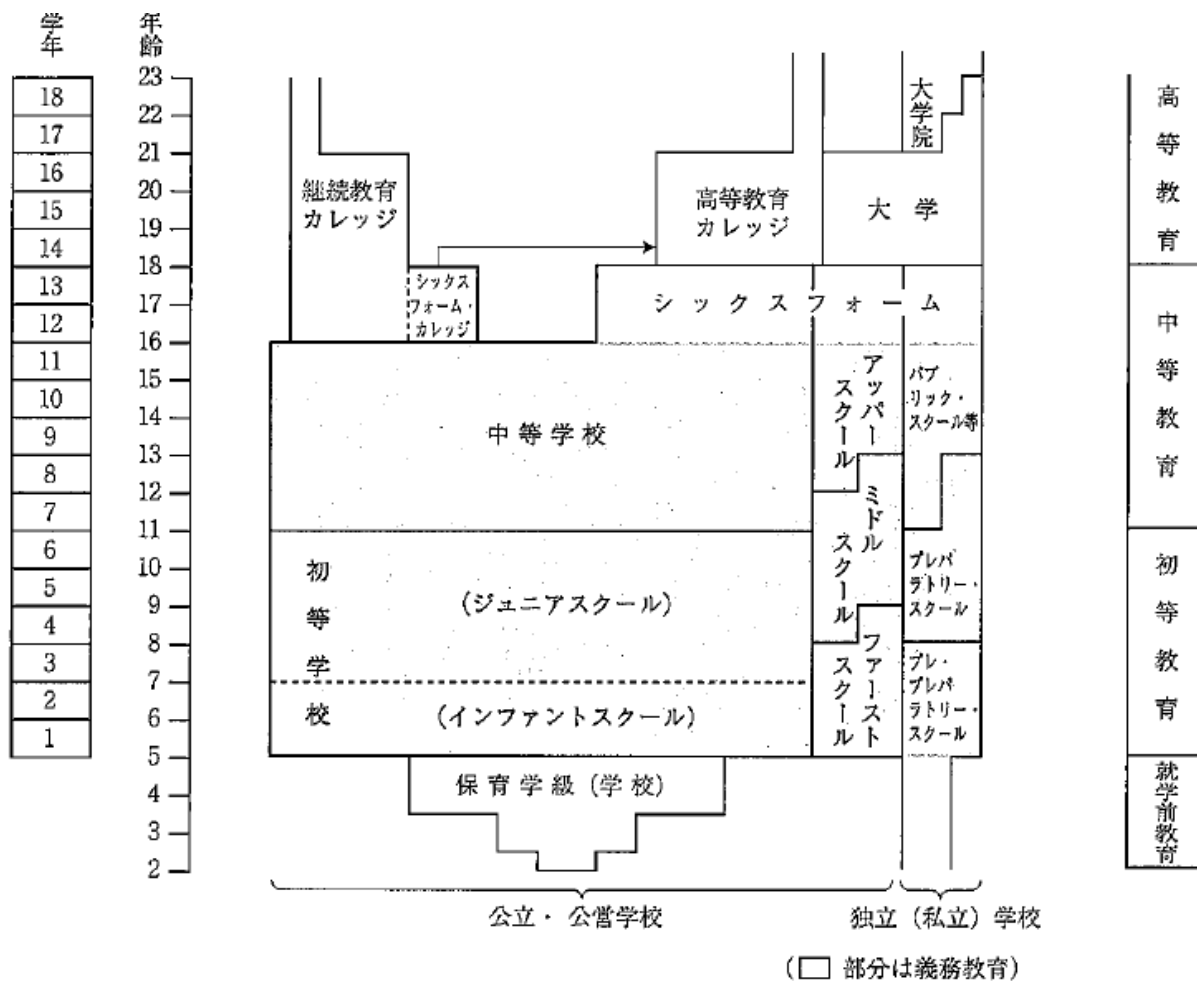 学年
年齢
18
17
16
15
14
13
12
11
10
9
8
7
6
5
4
3
2
1
23
22
21
20
19
18
17
16
15
14
13
12
11
10
9
8
7
6
5
4
3
2
大学院
継続教育
カレッジ
高等教育
カレッジ
大学
シックス
フォーム・
カレッジ
シックスフォーム
中等学校
アッパー
スクール
パブ
リック・
スクール等
ミドル
スクール
初等学校
(ジュニアスクール)
(インファントスクール)
ファースト
スクール
プレパ
ラトリー・
スクール
プレ・
プレパ
ラトリー・
スクール
保育学級(学校)
高等教育
中等教育
初等教育
就学前教育
公立・公営学校
独立(私立)学校
(□ 部分は義務教育)